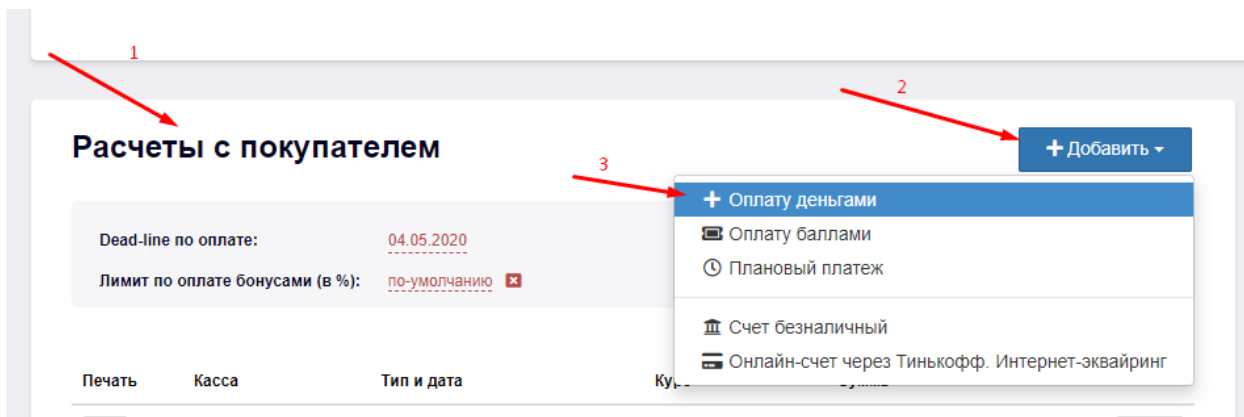 1
2
Расчеты с покупателем
Добавить
3
Оплату деньгами
Dead-line по оплате: 04.05.2020
Оплату баллами
Лимит по оплате бонусами (в %): по-умолчанию
Плановый платеж
Счет безналичный
Онлайн-счет через Тинькофф. Интернет-эквайринг
Печать Касса Тип и дата